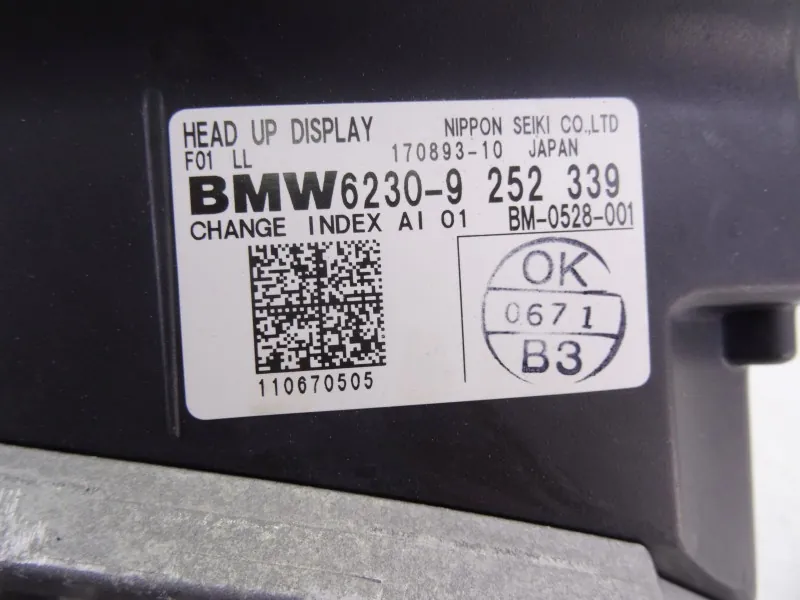 HEAD UP DISPLAY NIPPON SEIKI CO.,LTD
F01 LL 170893-10 JAPAN
BMW6230-9 252 339
CHANGE INDEX AI 01 BM-0528-001
OK
0671
B3
110670505